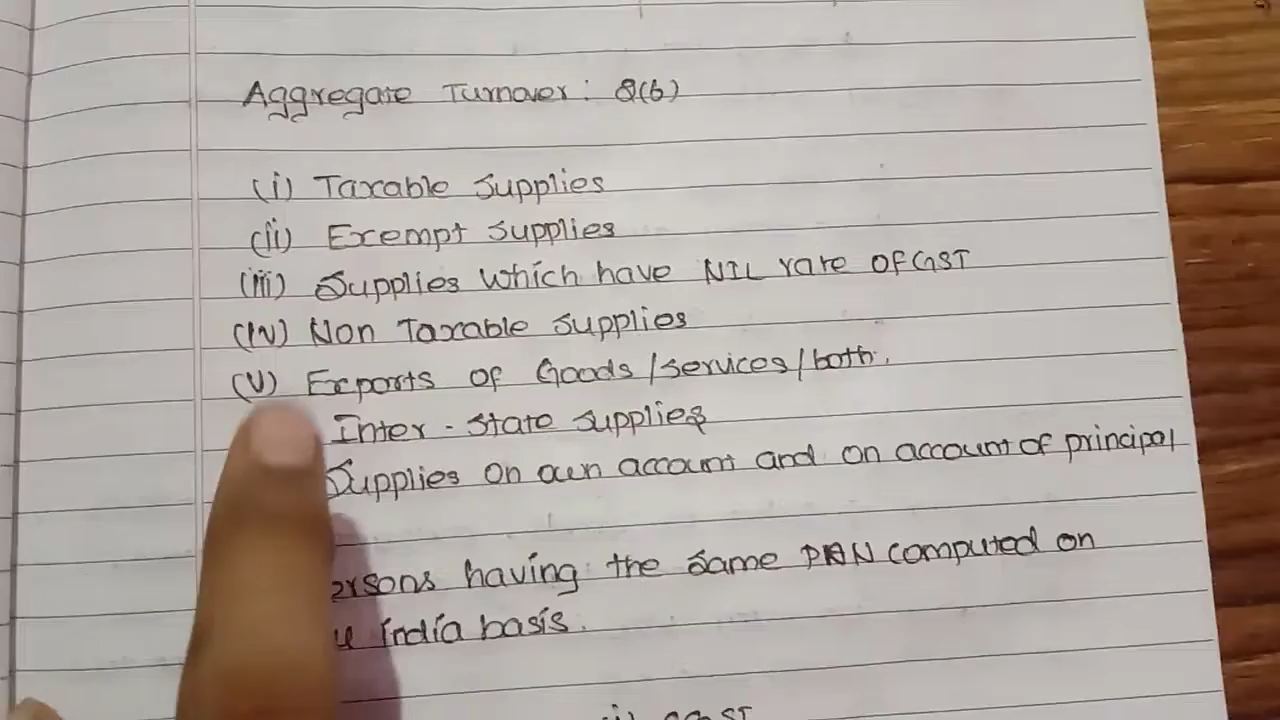 Aggregate Turnover: 2(6)
(i) Taxable Supplies
(ii) Exempt Supplies
(iii) Supplies which have NIL rate of GST
(IV) Non Taxable Supplies
(V) Exports of Goods/services/both.
Inter-state supplies
Supplies on own account and on account of principal
ersons having the same PAN computed on
india basis.